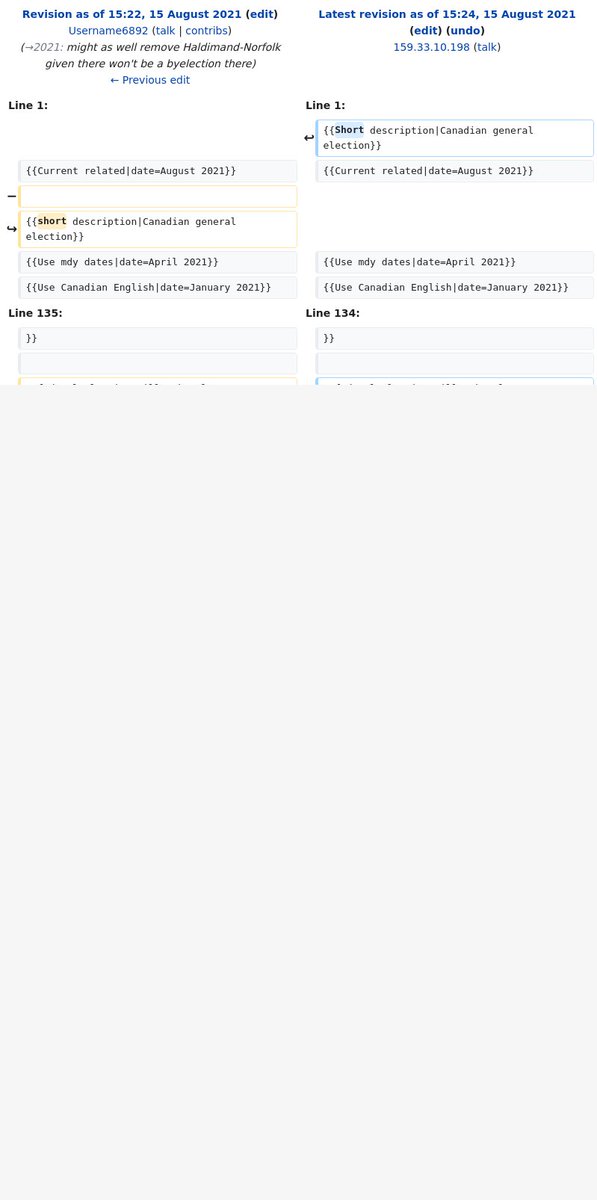 Revision as of 15:22, 15 August 2021 (edit)
Username6892 (talk | contribs)
(→2021: might as well remove Haldimand-Norfolk
given there won't be a byelection there)
← Previous edit
Latest revision as of 15:24, 15 August 2021
(edit) (undo)
159.33.10.198 (talk)
Line 1:
Line 1:
{{Short description|Canadian general
election}}
{{Current related|date=August 2021}}
{{Current related|date=August 2021}}
{{short description|Canadian general
election}}
{{Use mdy dates|date=April 2021}}
{{Use mdy dates|date=April 2021}}
{{Use Canadian English|date=January 2021}}
{{Use Canadian English|date=January 2021}}
Line 135:
Line 134:
}}
}}